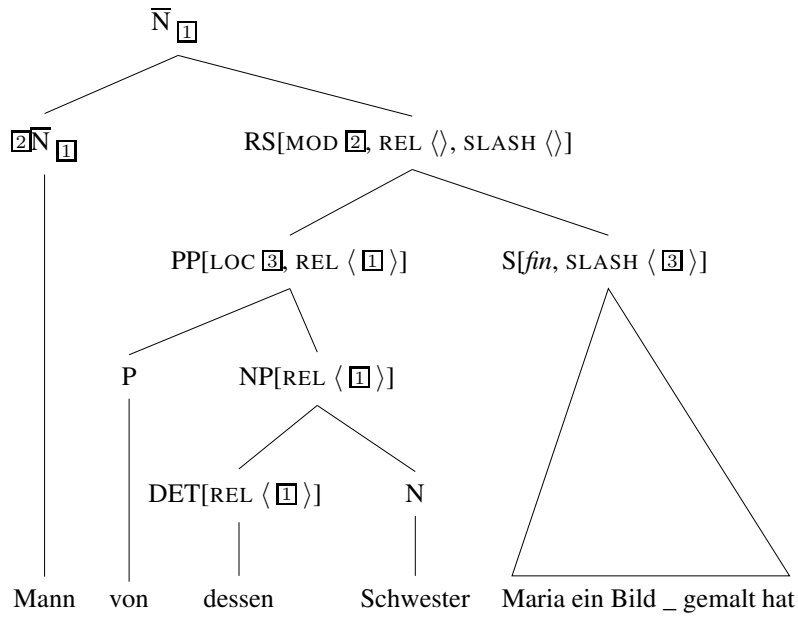 N̅ 1
2 N̅ 1 RS[MOD 2, REL ⟨⟩, SLASH ⟨⟩]
PP[LOC 3, REL ⟨ 1 ⟩] S[fin, SLASH ⟨ 3 ⟩]
P NP[REL ⟨ 1 ⟩]
DET[REL ⟨ 1 ⟩] N
Mann von dessen Schwester Maria ein Bild _ gemalt hat